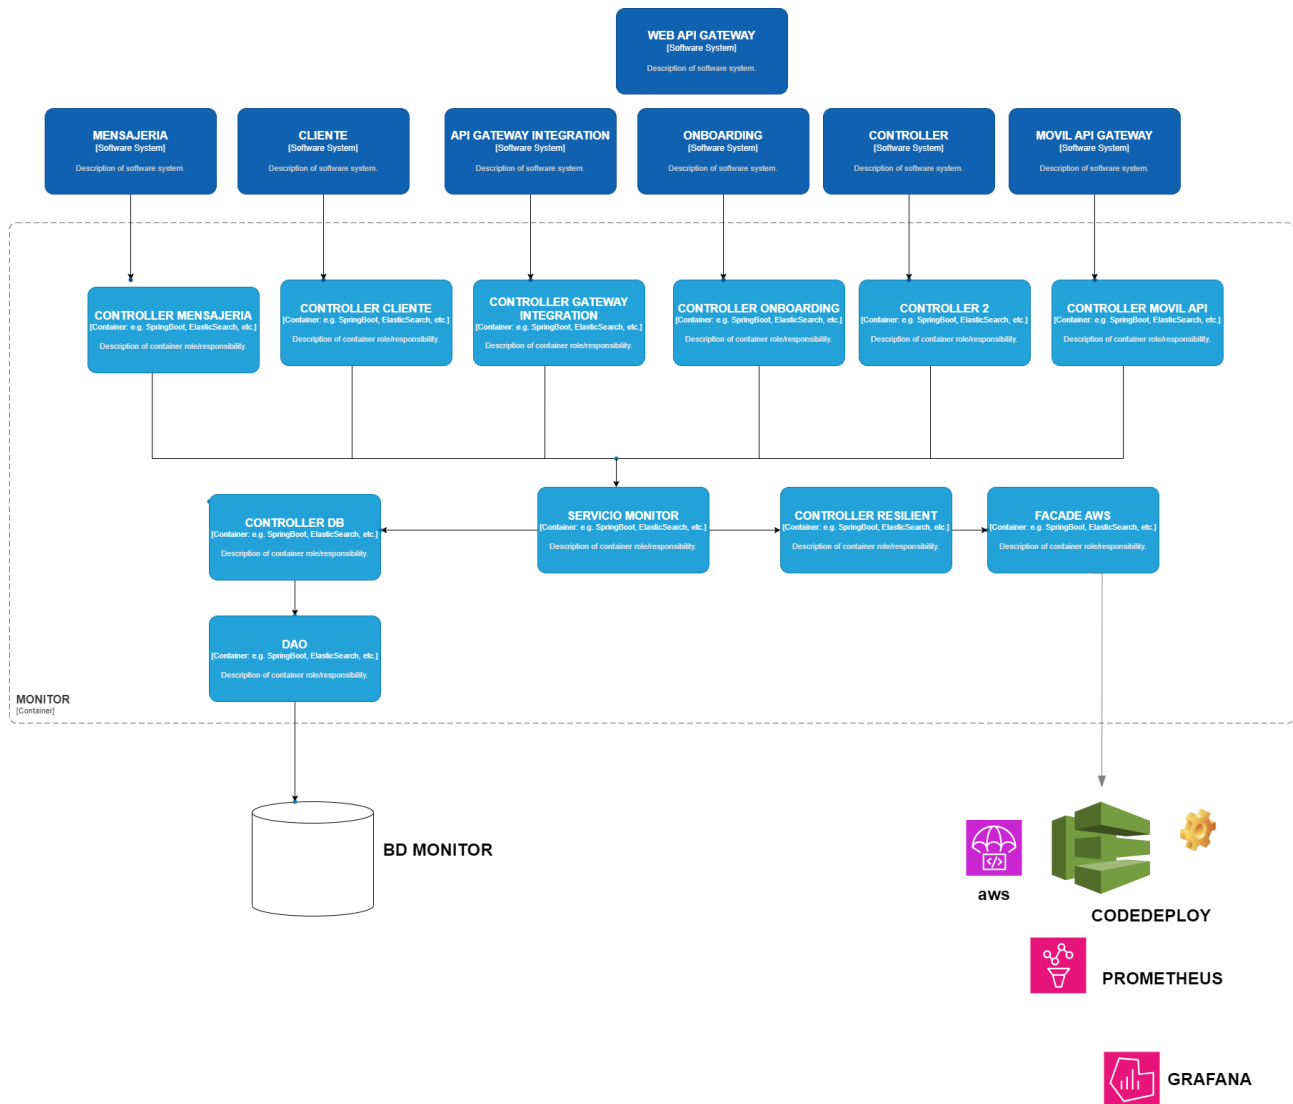 WEB API GATEWAY
[Software System]
Description of software system.
MENSAJERIA
[Software System]
Description of software system.
CLIENTE
[Software System]
Description of software system.
API GATEWAY INTEGRATION
[Software System]
Description of software system.
ONBOARDING
[Software System]
Description of software system.
CONTROLLER
[Software System]
Description of software system.
MOVIL API GATEWAY
[Software System]
Description of software system.
CONTROLLER MENSAJERIA
[Container: e.g. SpringBoot, ElasticSearch, etc.]
Description of container role/responsibility.
CONTROLLER CLIENTE
[Container: e.g. SpringBoot, ElasticSearch, etc.]
Description of container role/responsibility.
CONTROLLER GATEWAY
INTEGRATION
[Container: e.g. SpringBoot, ElasticSearch, etc.]
Description of container role/responsibility.
CONTROLLER ONBOARDING
[Container: e.g. SpringBoot, ElasticSearch, etc.]
Description of container role/responsibility.
CONTROLLER 2
[Container: e.g. SpringBoot, ElasticSearch, etc.]
Description of container role/responsibility.
CONTROLLER MOVIL API
[Container: e.g. SpringBoot, ElasticSearch, etc.]
Description of container role/responsibility.
CONTROLLER DB
[Container: e.g. SpringBoot, ElasticSearch, etc.]
Description of container role/responsibility.
SERVICIO MONITOR
[Container: e.g. SpringBoot, ElasticSearch, etc.]
Description of container role/responsibility.
CONTROLLER RESILIENT
[Container: e.g. SpringBoot, ElasticSearch, etc.]
Description of container role/responsibility.
FACADE AWS
[Container: e.g. SpringBoot, ElasticSearch, etc.]
Description of container role/responsibility.
DAO
[Container: e.g. SpringBoot, ElasticSearch, etc.]
Description of container role/responsibility.
MONITOR
[Container]
BD MONITOR
aws
CODEDEPLOY
PROMETHEUS
GRAFANA